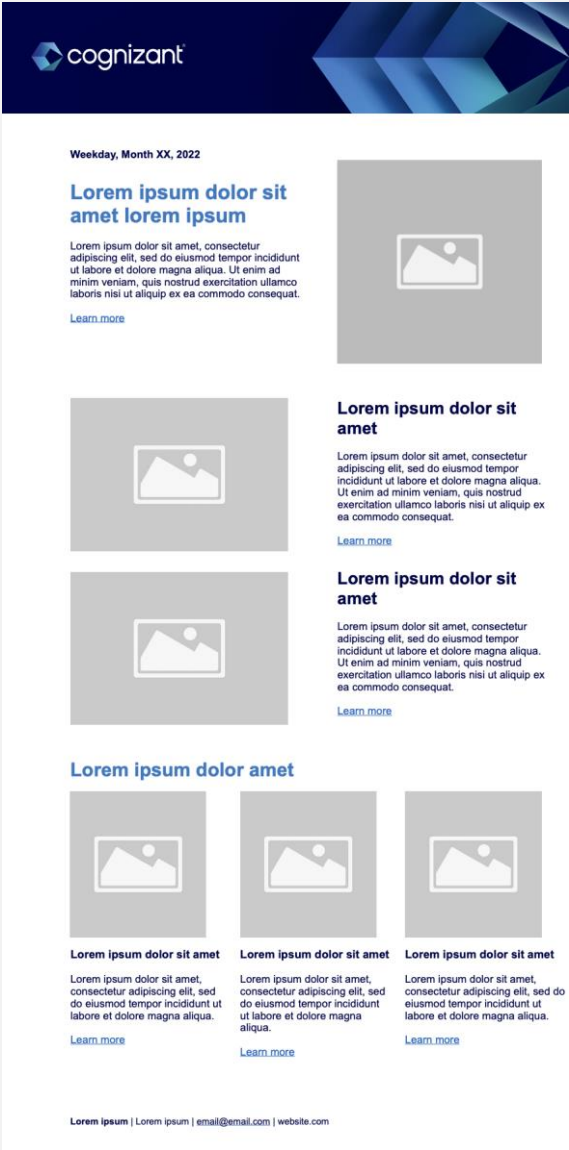 cognizant
Weekday, Month XX, 2022
Lorem ipsum dolor sit
amet lorem ipsum
Lorem ipsum dolor sit amet, consectetur
adipiscing elit, sed do eiusmod tempor incididunt
ut labore et dolore magna aliqua. Ut enim ad
minim veniam, quis nostrud exercitation ullamco
laboris nisi ut aliquip ex ea commodo consequat.
Learn more
Lorem ipsum dolor sit
amet
Lorem ipsum dolor sit amet, consectetur
adipiscing elit, sed do eiusmod tempor
incididunt ut labore et dolore magna aliqua.
Ut enim ad minim veniam, quis nostrud
exercitation ullamco laboris nisi ut aliquip ex
ea commodo consequat.
Learn more
Lorem ipsum dolor sit
amet
Lorem ipsum dolor sit amet, consectetur
adipiscing elit, sed do eiusmod tempor
incididunt ut labore et dolore magna aliqua.
Ut enim ad minim veniam, quis nostrud
exercitation ullamco laboris nisi ut aliquip ex
ea commodo consequat.
Learn more
Lorem ipsum dolor amet
Lorem ipsum dolor sit amet
Lorem ipsum dolor sit amet,
consectetur adipiscing elit, sed
do eiusmod tempor incididunt ut
labore et dolore magna aliqua.
Learn more
Lorem ipsum dolor sit amet
Lorem ipsum dolor sit amet,
consectetur adipiscing elit, sed
do eiusmod tempor incididunt
ut labore et dolore magna
aliqua.
Learn more
Lorem ipsum dolor sit amet
Lorem ipsum dolor sit amet,
consectetur adipiscing elit, sed do
eiusmod tempor incididunt ut
labore et dolore magna aliqua.
Learn more
Lorem ipsum | Lorem ipsum | email@email.com | website.com